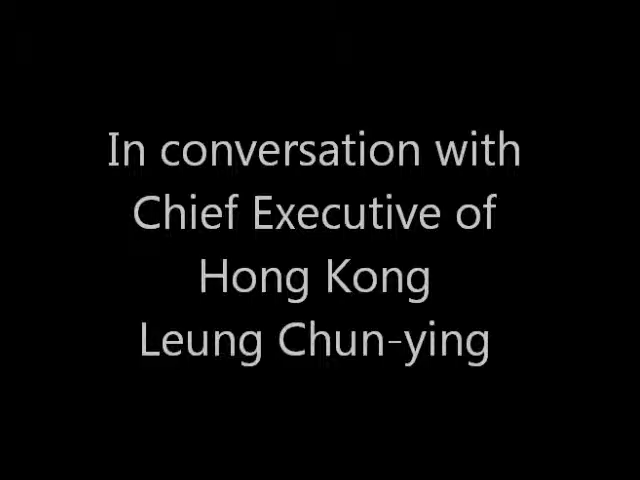 In conversation with
Chief Executive of
Hong Kong
Leung Chun-ying